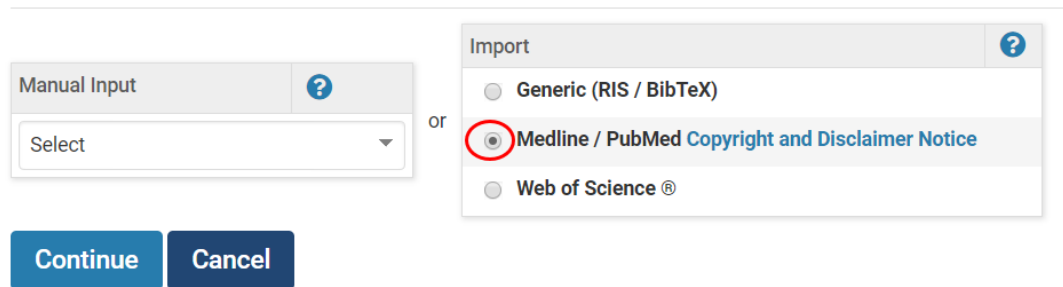 Manual Input
Select
or
Import
Generic (RIS / BibTeX)
Medline / PubMed Copyright and Disclaimer Notice
Web of Science ®
Continue
Cancel